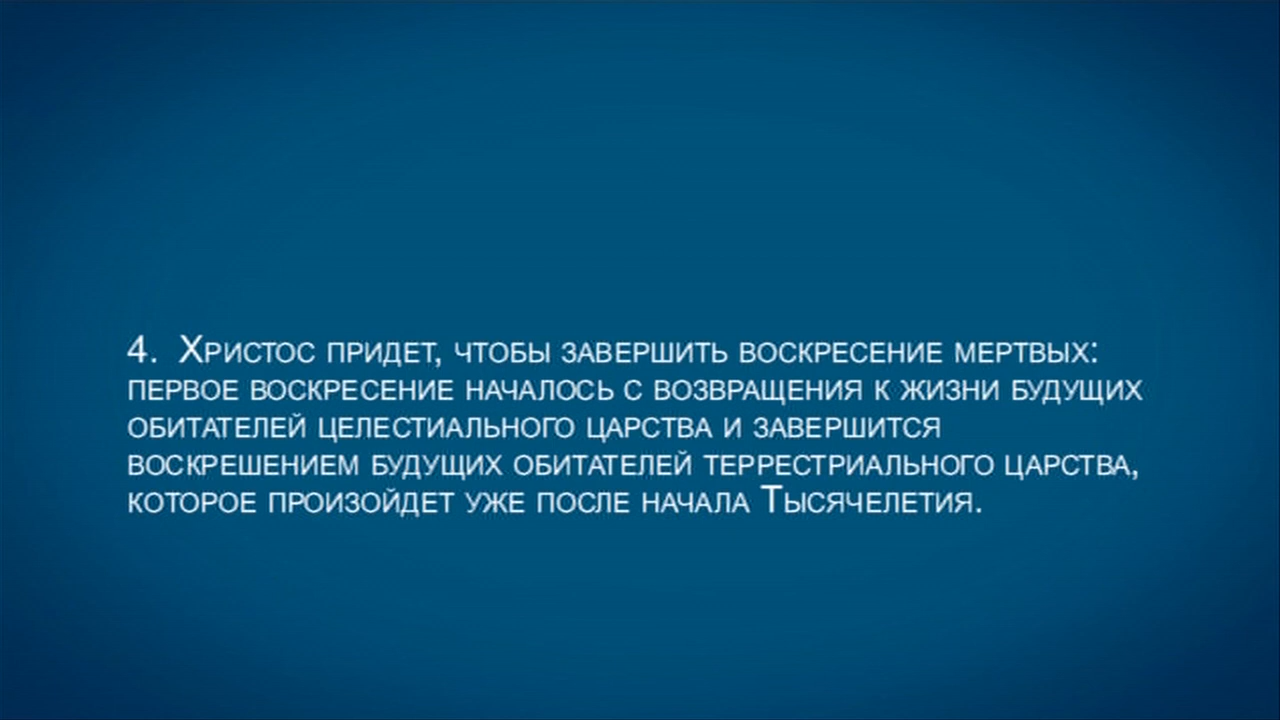 4. Христос придет, чтобы завершить воскресение мертвых:
первое воскресение началось с возвращения к жизни будущих
обитателей целестиального царства и завершится
воскрешением будущих обитателей террестриального царства,
которое произойдет уже после начала Тысячелетия.